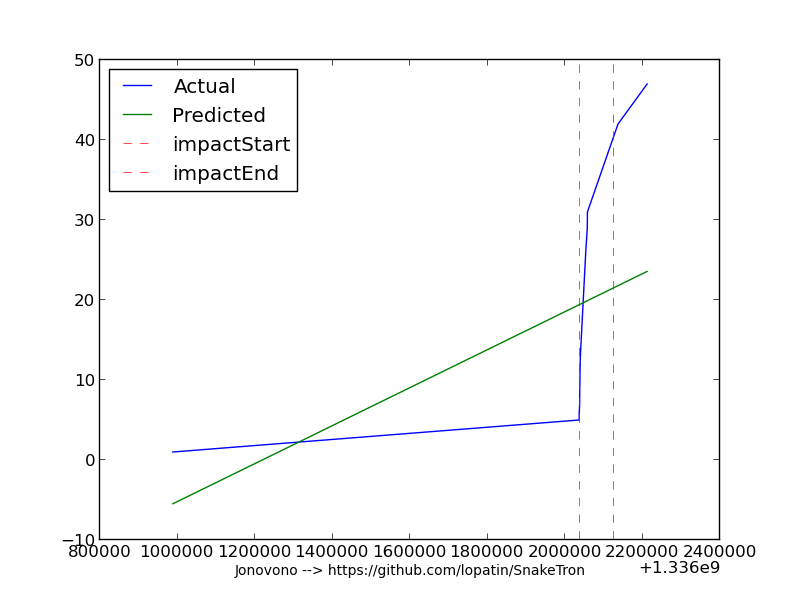 50
40
30
20
10
0
−10
Actual
Predicted
impactStart
impactEnd
800000 1000000 1200000 1400000 1600000 1800000 2000000 2200000 2400000
+1.336e9
Jonovono --> https://github.com/lopatin/SnakeTron